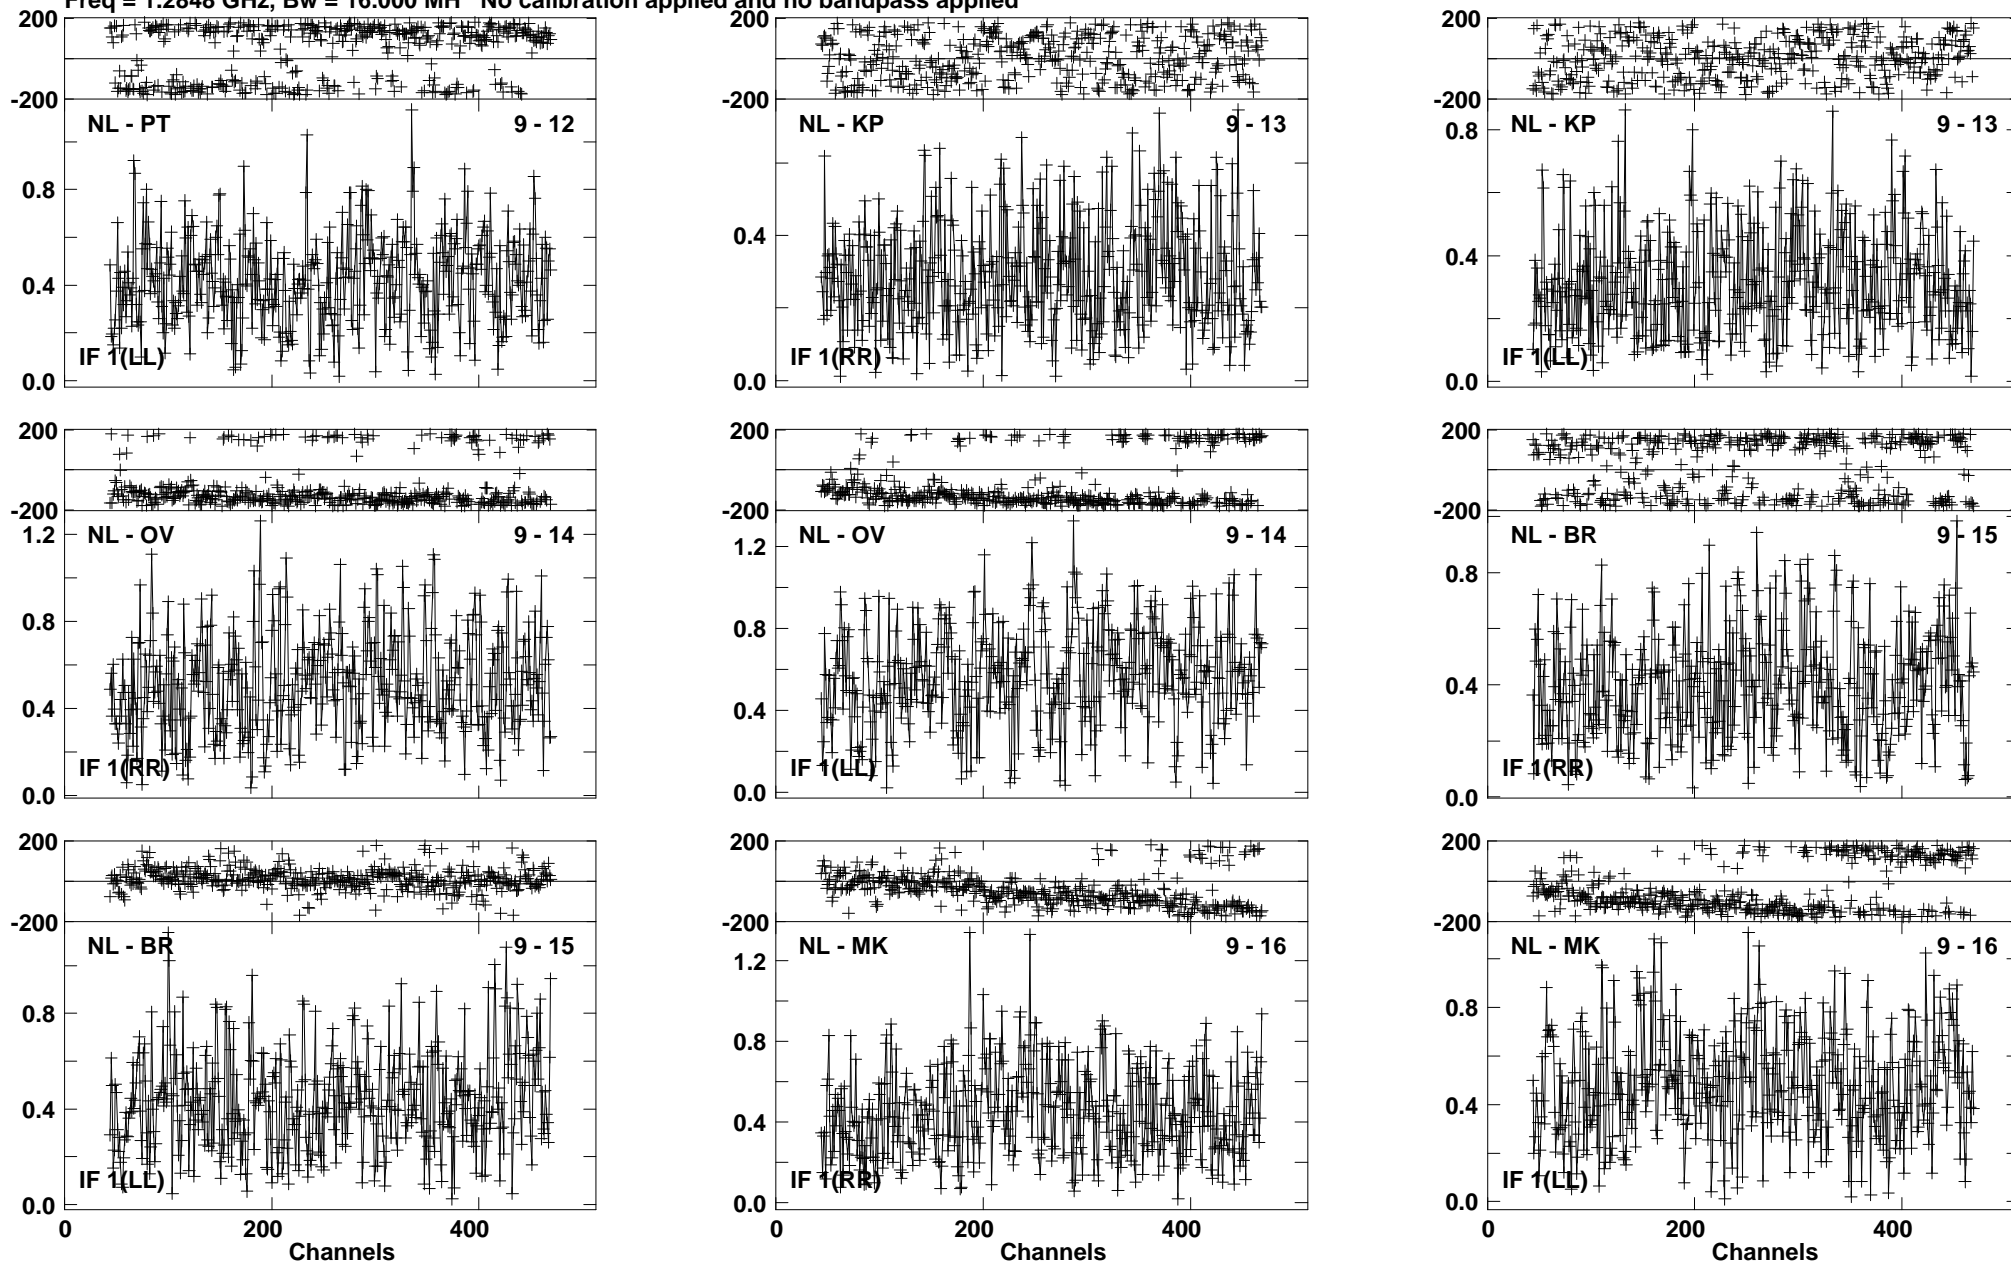 Freq = 1.2848 GHz, Bw = 16.000 MH No calibration applied and no bandpass applied
200
-200
NL - PT 9 - 12
0.8
0.4
IF 1(LL)
0.0
NL - KP 9 - 13
0.4
IF 1(RR)
0.0
200
-200
NL - KP 9 - 13
0.8
0.4
IF 1(LL)
0.0
200
-200
NL - OV 9 - 14
1.2
0.8
0.4
IF 1(RR)
0.0
200
-200
NL - OV 9 - 14
1.2
0.8
0.4
IF 1(LL)
0.0
200
-200
NL - BR 9 - 15
0.8
0.4
IF 1(RR)
0.0
200
-200
NL - BR 9 - 15
0.8
0.4
IF 1(LL)
0.0
0 200 400
Channels
200
-200
NL - MK 9 - 16
1.2
0.8
0.4
IF 1(RR)
0.0
200 400
Channels
200
-200
NL - MK 9 - 16
0.8
0.4
IF 1(LL)
0.0
0 200 400
Channels